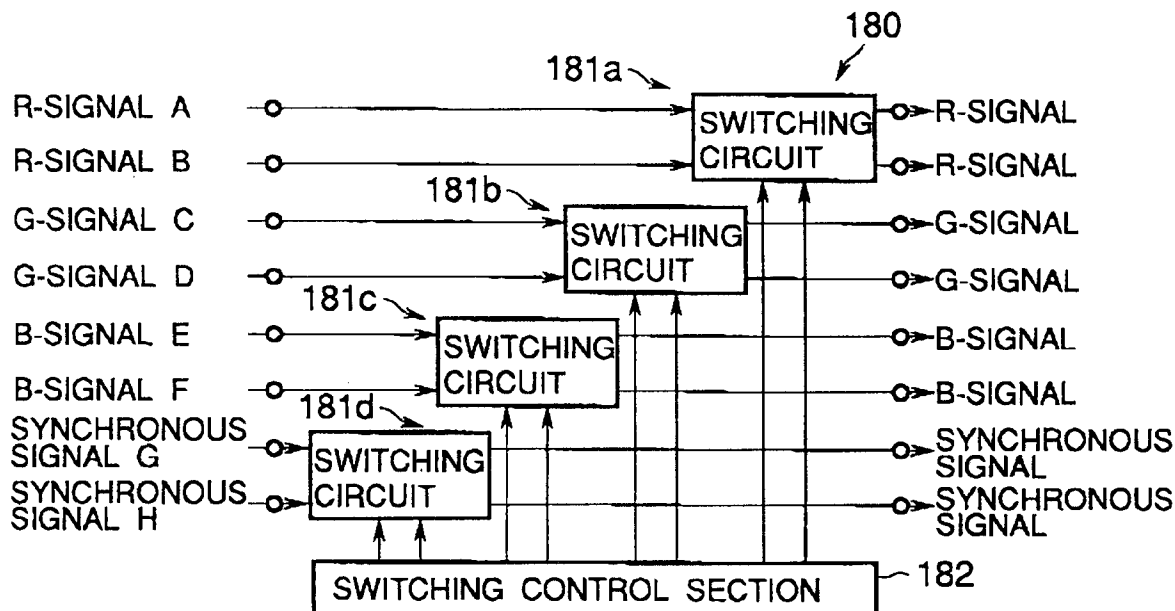 180
181a
R-SIGNAL A
SWITCHING
CIRCUIT
R-SIGNAL
R-SIGNAL B
R-SIGNAL
181b
G-SIGNAL C
SWITCHING
CIRCUIT
G-SIGNAL
G-SIGNAL D
G-SIGNAL
181c
B-SIGNAL E
SWITCHING
CIRCUIT
B-SIGNAL
B-SIGNAL F
B-SIGNAL
181d
SYNCHRONOUS
SIGNAL G
SWITCHING
CIRCUIT
SYNCHRONOUS
SIGNAL
SYNCHRONOUS
SIGNAL H
SYNCHRONOUS
SIGNAL
SWITCHING CONTROL SECTION
182